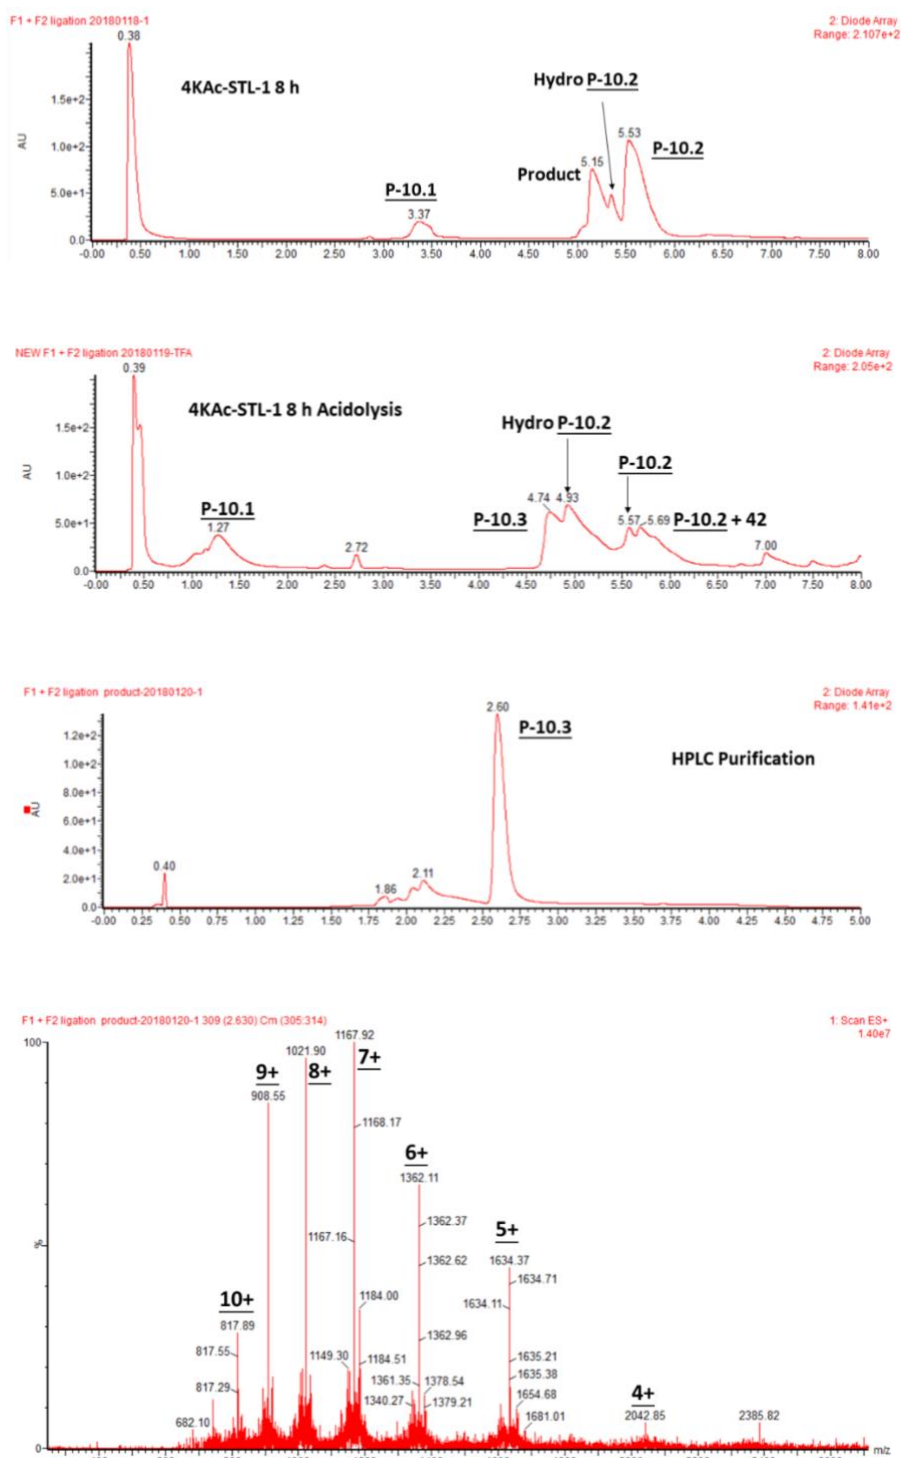 F1 + F2 ligation 20180118-1
2: Diode Array
Range: 2.107e+2
0.38
4KAc-STL-1 8 h
Hydro P-10.2
1.5e+2
AU
1.0e+2
5.53
P-10.2
5.15
Product
P-10.1
3.37
5.0e+1
0.0
-0.00 0.50 1.00 1.50 2.00 2.50 3.00 3.50 4.00 4.50 5.00 5.50 6.00 6.50 7.00 7.50 8.00
NEW F1 + F2 ligation 20180119-TFA
2: Diode Array
Range: 2.05e+2
0.39
4KAc-STL-1 8 h Acidolysis
Hydro P-10.2
1.5e+2
P-10.2
AU
1.0e+2
P-10.1
1.27
P-10.3
4.74 4.93
5.57 5.69 P-10.2 + 42
5.0e+1
2.72
7.00
0.0
-0.00 0.50 1.00 1.50 2.00 2.50 3.00 3.50 4.00 4.50 5.00 5.50 6.00 6.50 7.00 7.50 8.00
F1 + F2 ligation product-20180120-1
2: Diode Array
Range: 1.41e+2
2.60
P-10.3
1.2e+2
HPLC Purification
1.0e+2
8.0e+1
AU
6.0e+1
4.0e+1
0.40
2.11
2.0e+1
1.86
0.0
-0.00 0.25 0.50 0.75 1.00 1.25 1.50 1.75 2.00 2.25 2.50 2.75 3.00 3.25 3.50 3.75 4.00 4.25 4.50 4.75 5.00
F1 + F2 ligation product-20180120-1 309 (2.630) Cm (305:314)
1: Scan ES+
1.40e7
100
1167.92
1021.90
7+
9+
8+
908.55
1168.17
6+
1362.11
1362.37
1167.16
5+
%
1362.62
1634.37
1634.71
10+
1184.00
1634.11
817.89
1362.96
817.55
1149.30
1184.51
1635.21
1361.35
1378.54
1635.38
817.29
1340.27
1379.21
1654.68
4+
682.10
1681.01
2042.85
2385.82
0
m/z